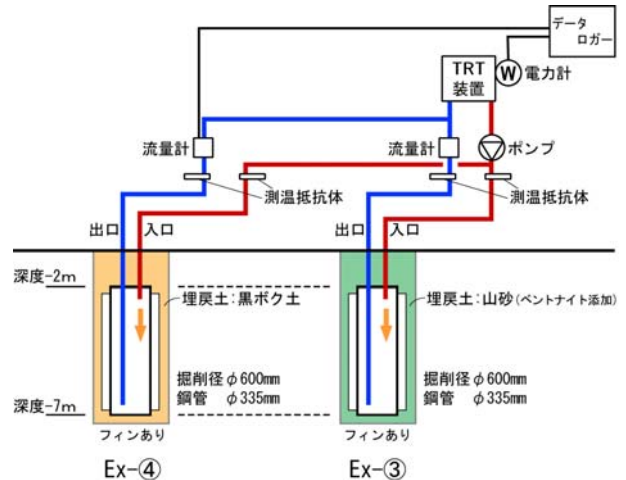 データ
ロガー
TRT
装置
W
電力計
流量計
流量計
ポンプ
測温抵抗体
測温抵抗体
出口
入口
出口
入口
深度-2m
埋戻土:黒ボク土
埋戻土:山砂(ベントナイト添加)
掘削径φ600mm
鋼管 φ335mm
掘削径φ600mm
鋼管 φ335mm
深度-7m
フィンあり
フィンあり
Ex-④
Ex-③